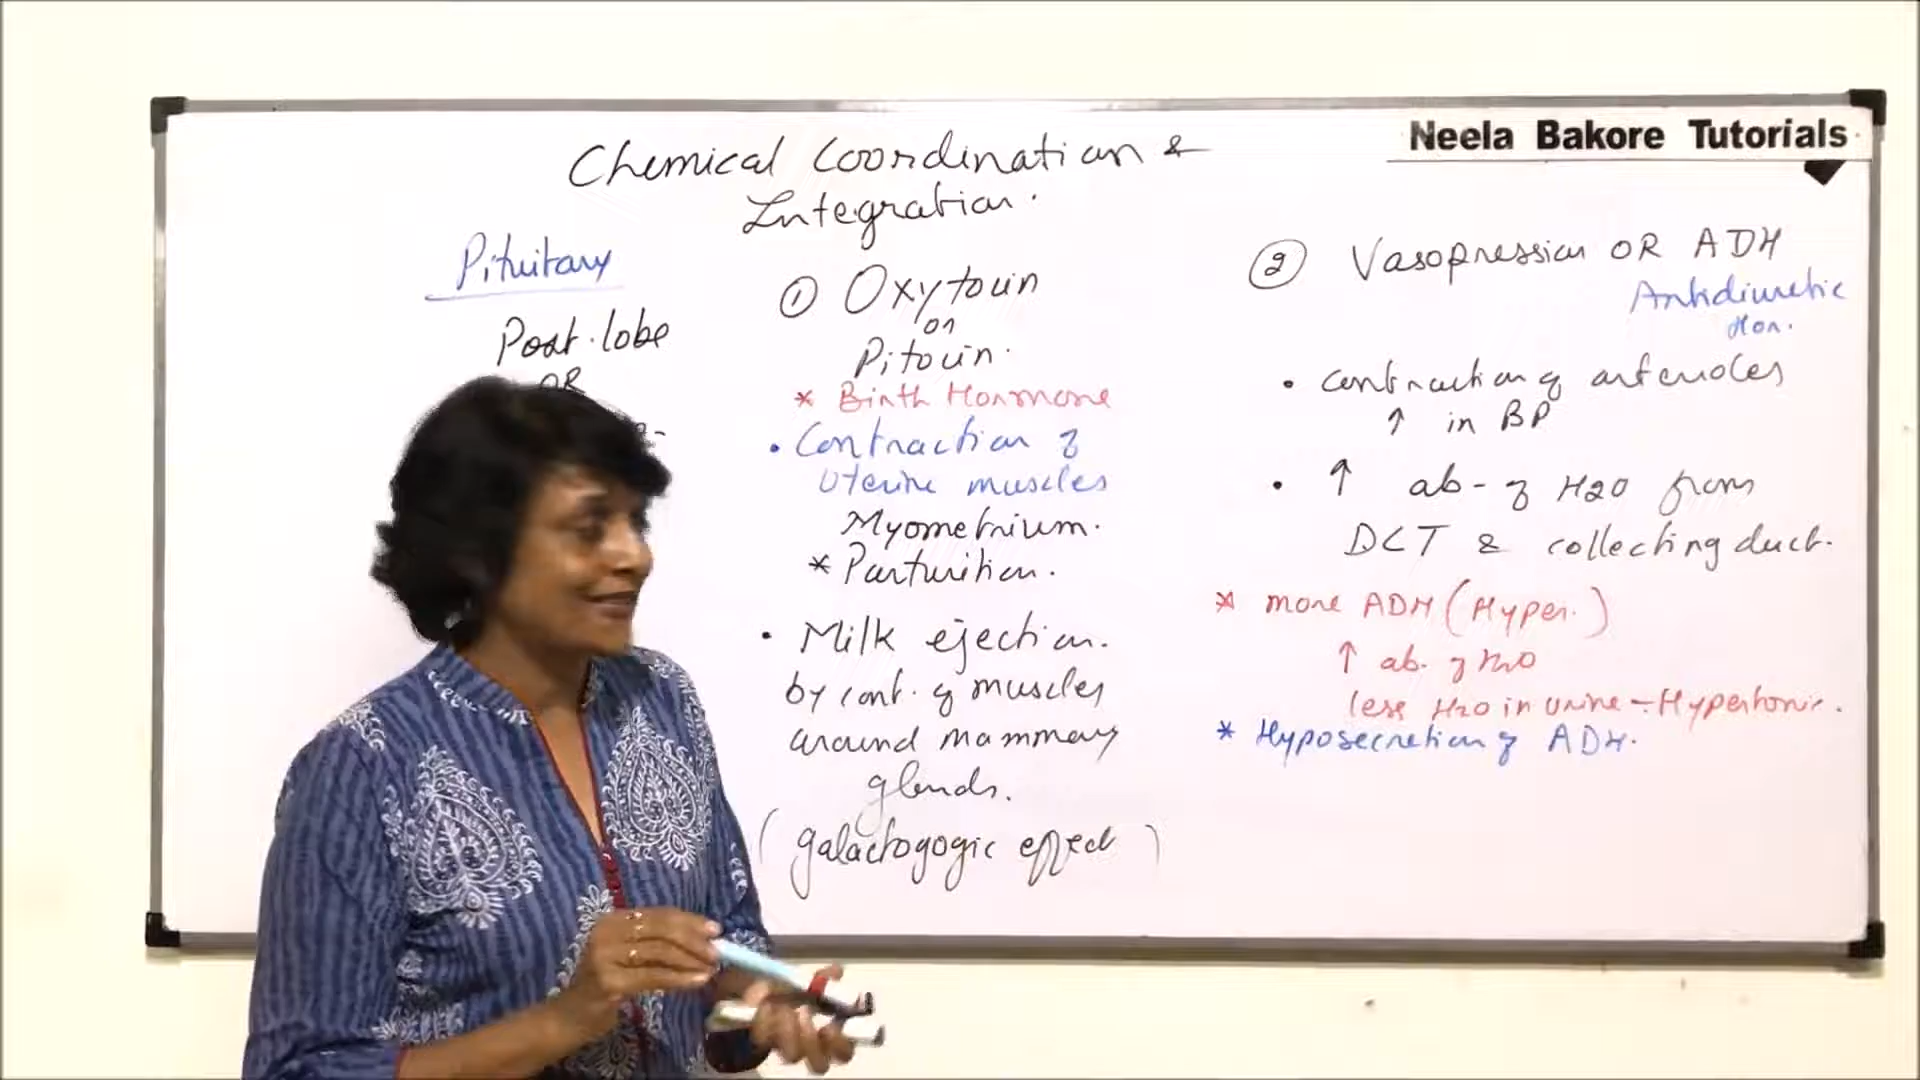 Neela Bakore Tutorials
Chemical Coordination &
Integration.
Pituitary
Post. lobe
OR
① Oxytocin
or
Pitocin.
* Birth Hormone
• Contraction of
Uterine muscles
Myometrium.
* Parturition.
• Milk ejection.
by cont. of muscles
around mammary
glands.
(galactogogic effect)
② Vasopression OR ADH
Antidiuretic
Hor.
• Contraction of arterioles
↑ in BP
• ↑ ab- of H2O from
DCT & collecting duct.
* more ADH (Hyper.)
↑ ab. of H2O
less H2O in urine - Hypertonic.
* Hyposecretion of ADH.